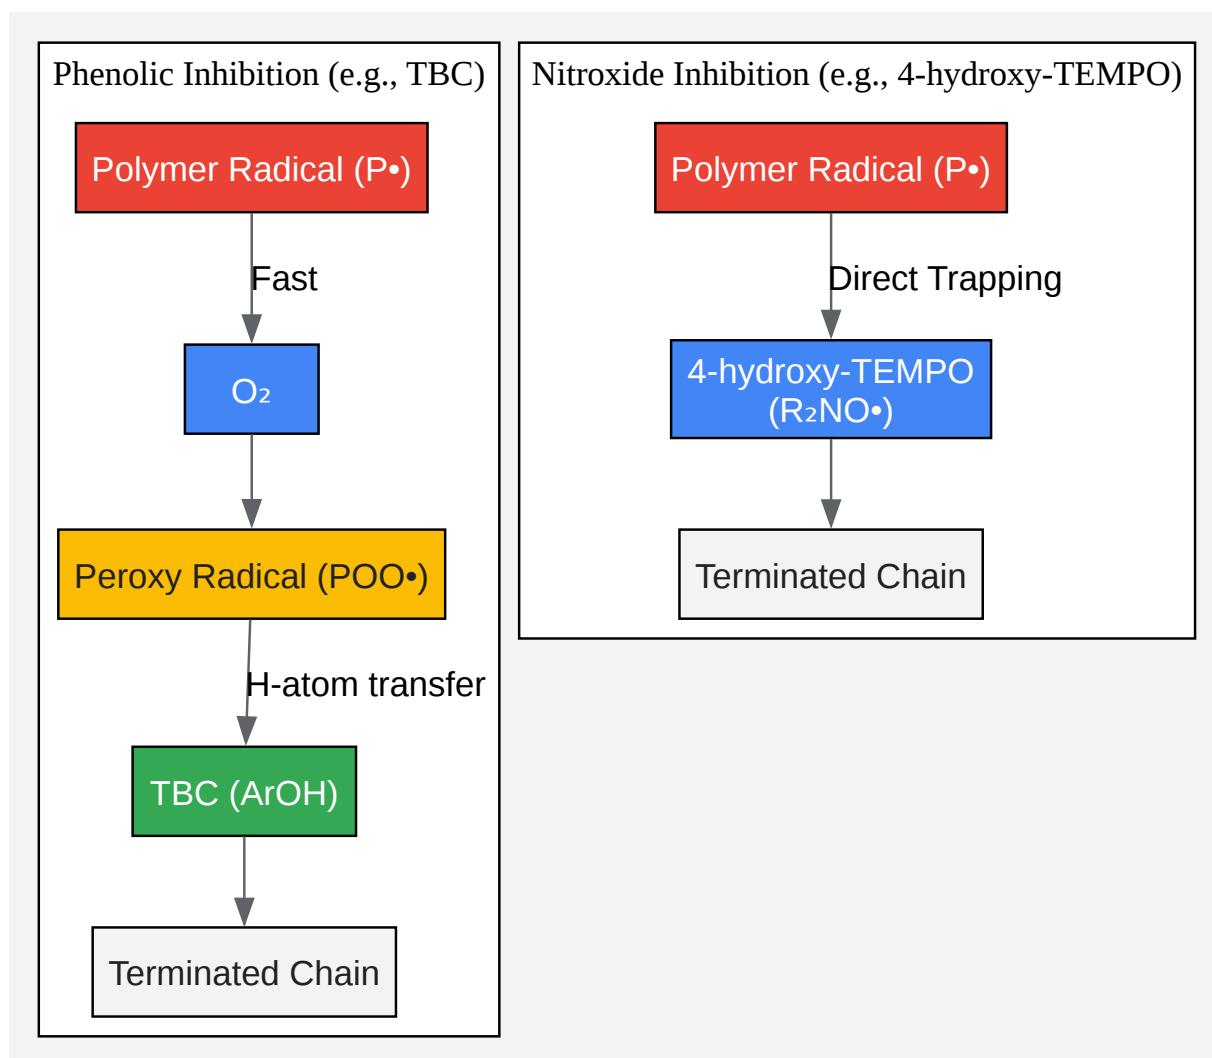 Phenolic Inhibition (e.g., TBC)
Polymer Radical (P•)
Fast
O₂
Peroxy Radical (POO•)
H-atom transfer
TBC (ArOH)
Terminated Chain
Nitroxide Inhibition (e.g., 4-hydroxy-TEMPO)
Polymer Radical (P•)
Direct Trapping
4-hydroxy-TEMPO
(R₂NO•)
Terminated Chain